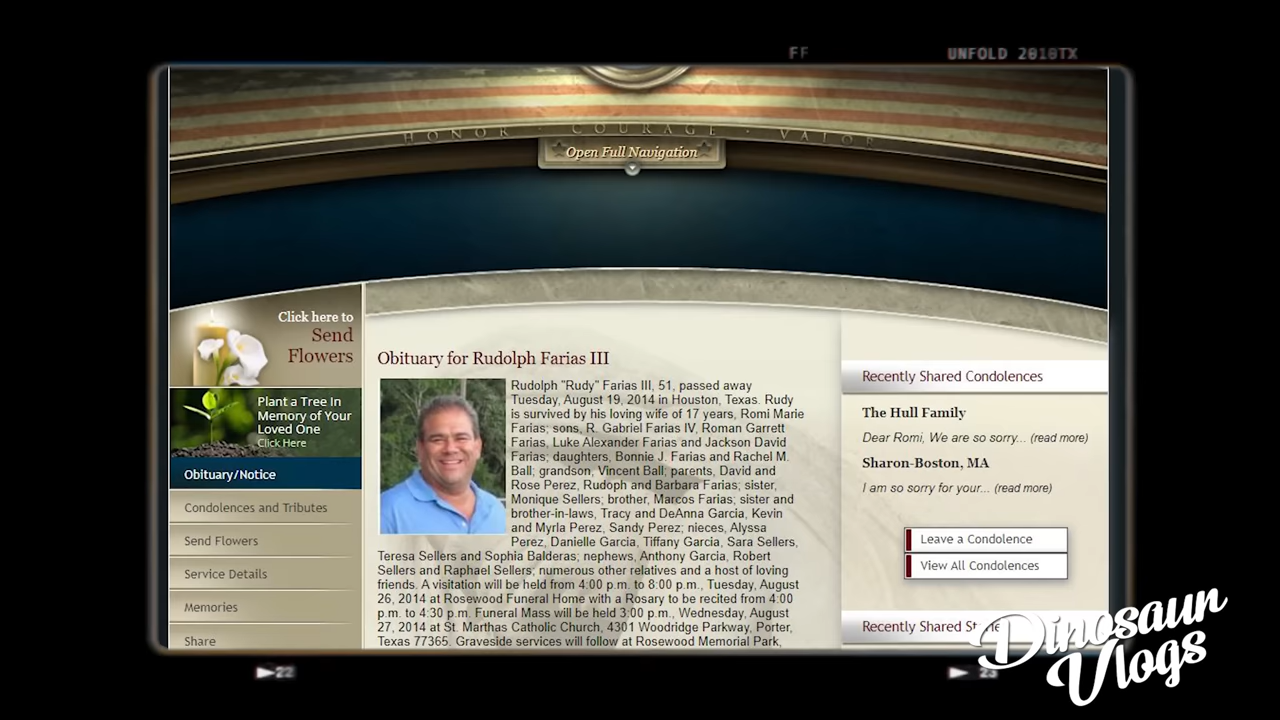 FF
UNFOLD 2010TX
HONOR · COURAGE · VALOR
Open Full Navigation
Click here to
Send
Flowers
Plant a Tree In
Memory of Your
Loved One
Click Here
Obituary/Notice
Condolences and Tributes
Send Flowers
Service Details
Memories
Share
Obituary for Rudolph Farias III
Rudolph "Rudy" Farias III, 51, passed away
Tuesday, August 19, 2014 in Houston, Texas. Rudy
is survived by his loving wife of 17 years, Romi Marie
Farias; sons, R. Gabriel Farias IV, Roman Garrett
Farias, Luke Alexander Farias and Jackson David
Farias; daughters, Bonnie J. Farias and Rachel M.
Ball; grandson, Vincent Ball; parents, David and
Rose Perez, Rudoph and Barbara Farias; sister,
Monique Sellers; brother, Marcos Farias; sister and
brother-in-laws, Tracy and DeAnna Garcia, Kevin
and Myrla Perez, Sandy Perez; nieces, Alyssa
Perez, Danielle Garcia, Tiffany Garcia, Sara Sellers,
Teresa Sellers and Sophia Balderas; nephews, Anthony Garcia, Robert
Sellers and Raphael Sellers; numerous other relatives and a host of loving
friends. A visitation will be held from 4:00 p.m. to 8:00 p.m., Tuesday, August
26, 2014 at Rosewood Funeral Home with a Rosary to be recited from 4:00
p.m. to 4:30 p.m. Funeral Mass will be held 3:00 p.m., Wednesday, August
27, 2014 at St. Marthas Catholic Church, 4301 Woodridge Parkway, Porter,
Texas 77365. Graveside services will follow at Rosewood Memorial Park,
Recently Shared Condolences
The Hull Family
Dear Romi, We are so sorry... (read more)
Sharon-Boston, MA
I am so sorry for your... (read more)
Leave a Condolence
View All Condolences
Recently Shared
22
23
Dinosaun
Vlogs